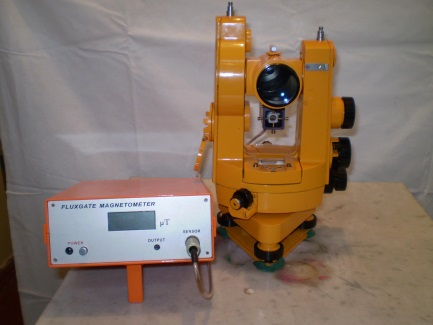 FLUXGATE MAGNETOMETER
µT
SENSOR
POWER
OUTPUT